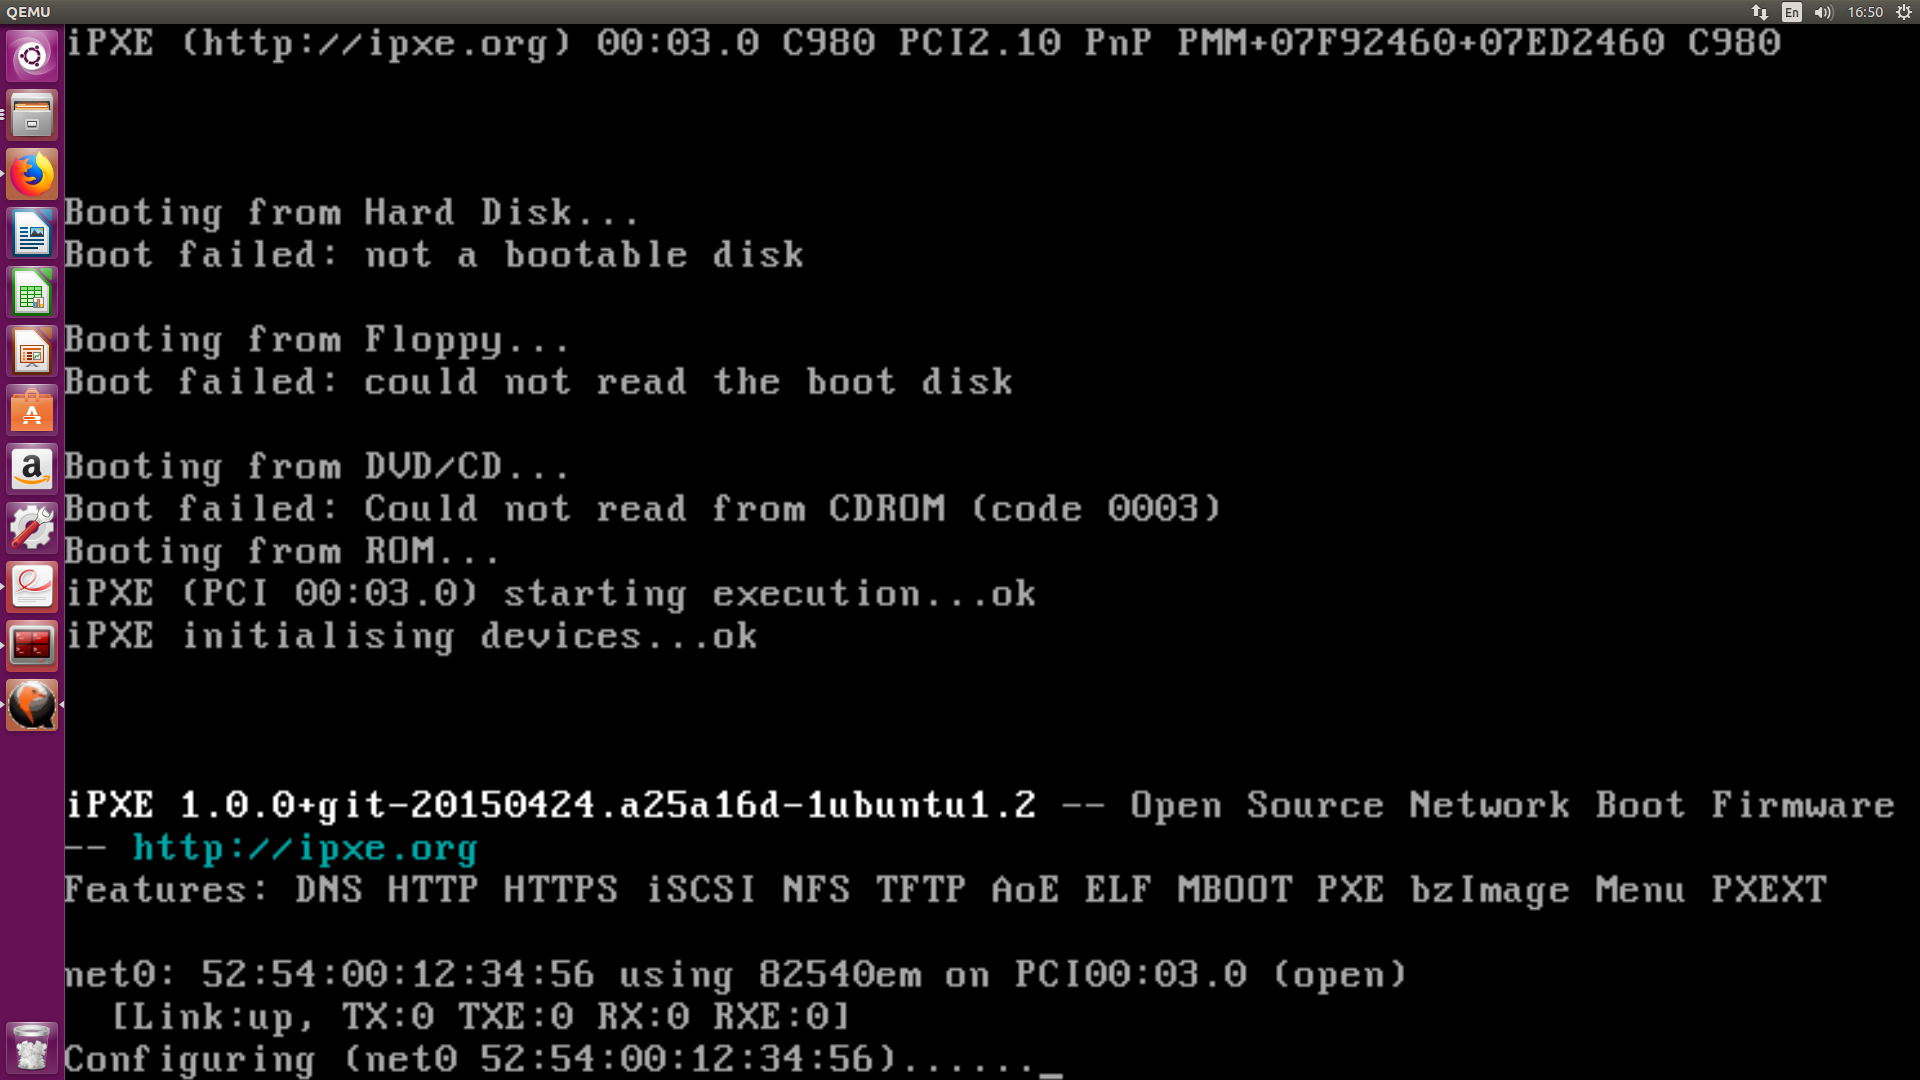 QEMU
En
16:50
iPXE (http://ipxe.org) 00:03.0 C980 PCI2.10 PnP PMM+07F92460+07ED2460 C980
Booting from Hard Disk...
Boot failed: not a bootable disk
Booting from Floppy...
Boot failed: could not read the boot disk
Booting from DVD/CD...
Boot failed: Could not read from CDROM (code 0003)
Booting from ROM...
iPXE (PCI 00:03.0) starting execution...ok
iPXE initialising devices...ok
iPXE 1.0.0+git-20150424.a25a16d-1ubuntu1.2 -- Open Source Network Boot Firmware
-- http://ipxe.org
Features: DNS HTTP HTTPS iSCSI NFS TFTP AoE ELF MBOOT PXE bzImage Menu PXEXT
net0: 52:54:00:12:34:56 using 82540em on PCI00:03.0 (open)
[Link:up, TX:0 TXE:0 RX:0 RXE:0]
Configuring (net0 52:54:00:12:34:56)......_